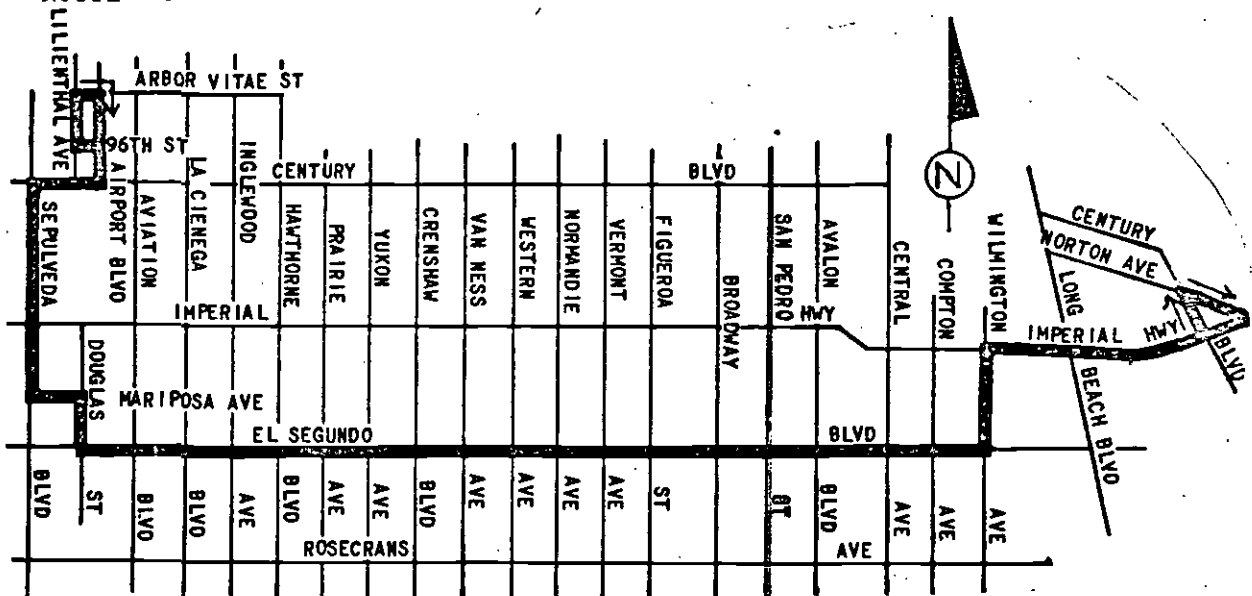 LILIENTHAL AVE
ARBOR VITAE ST
96TH ST
CENTURY BLVD
SEPULVEDA BLVD
AIRPORT BLVD
AVIATION BLVD
LA CIENEGA BLVD
INGLEWOOD AVE
HAWTHORNE BLVD
PRAIRIE AVE
YUKON AVE
CRENSHAW BLVD
VAN NESS AVE
WESTERN AVE
NORMANDIE AVE
VERMONT AVE
FIGUEROA ST
BROADWAY
SAN PEDRO ST
AVALON BLVD
CENTRAL AVE
COMPTON AVE
WILMINGTON AVE
N
CENTURY BLVD
NORTON AVE
LONG BEACH BLVD
IMPERIAL HWY
IMPERIAL HWY
DOUGLAS ST
MARIPOSA AVE
EL SEGUNDO BLVD
ROSECRANS AVE